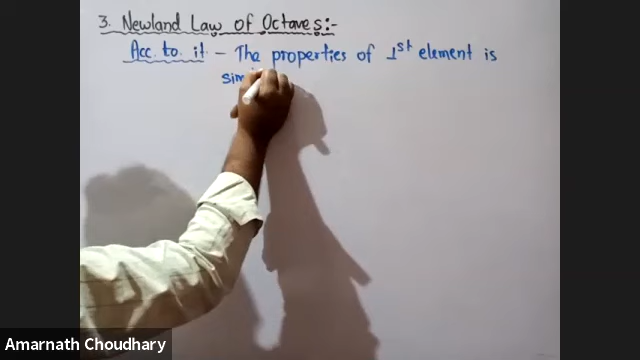 3. Newland Law of Octaves:-
Acc. to it - The properties of 1st element is
Amarnath Choudhary